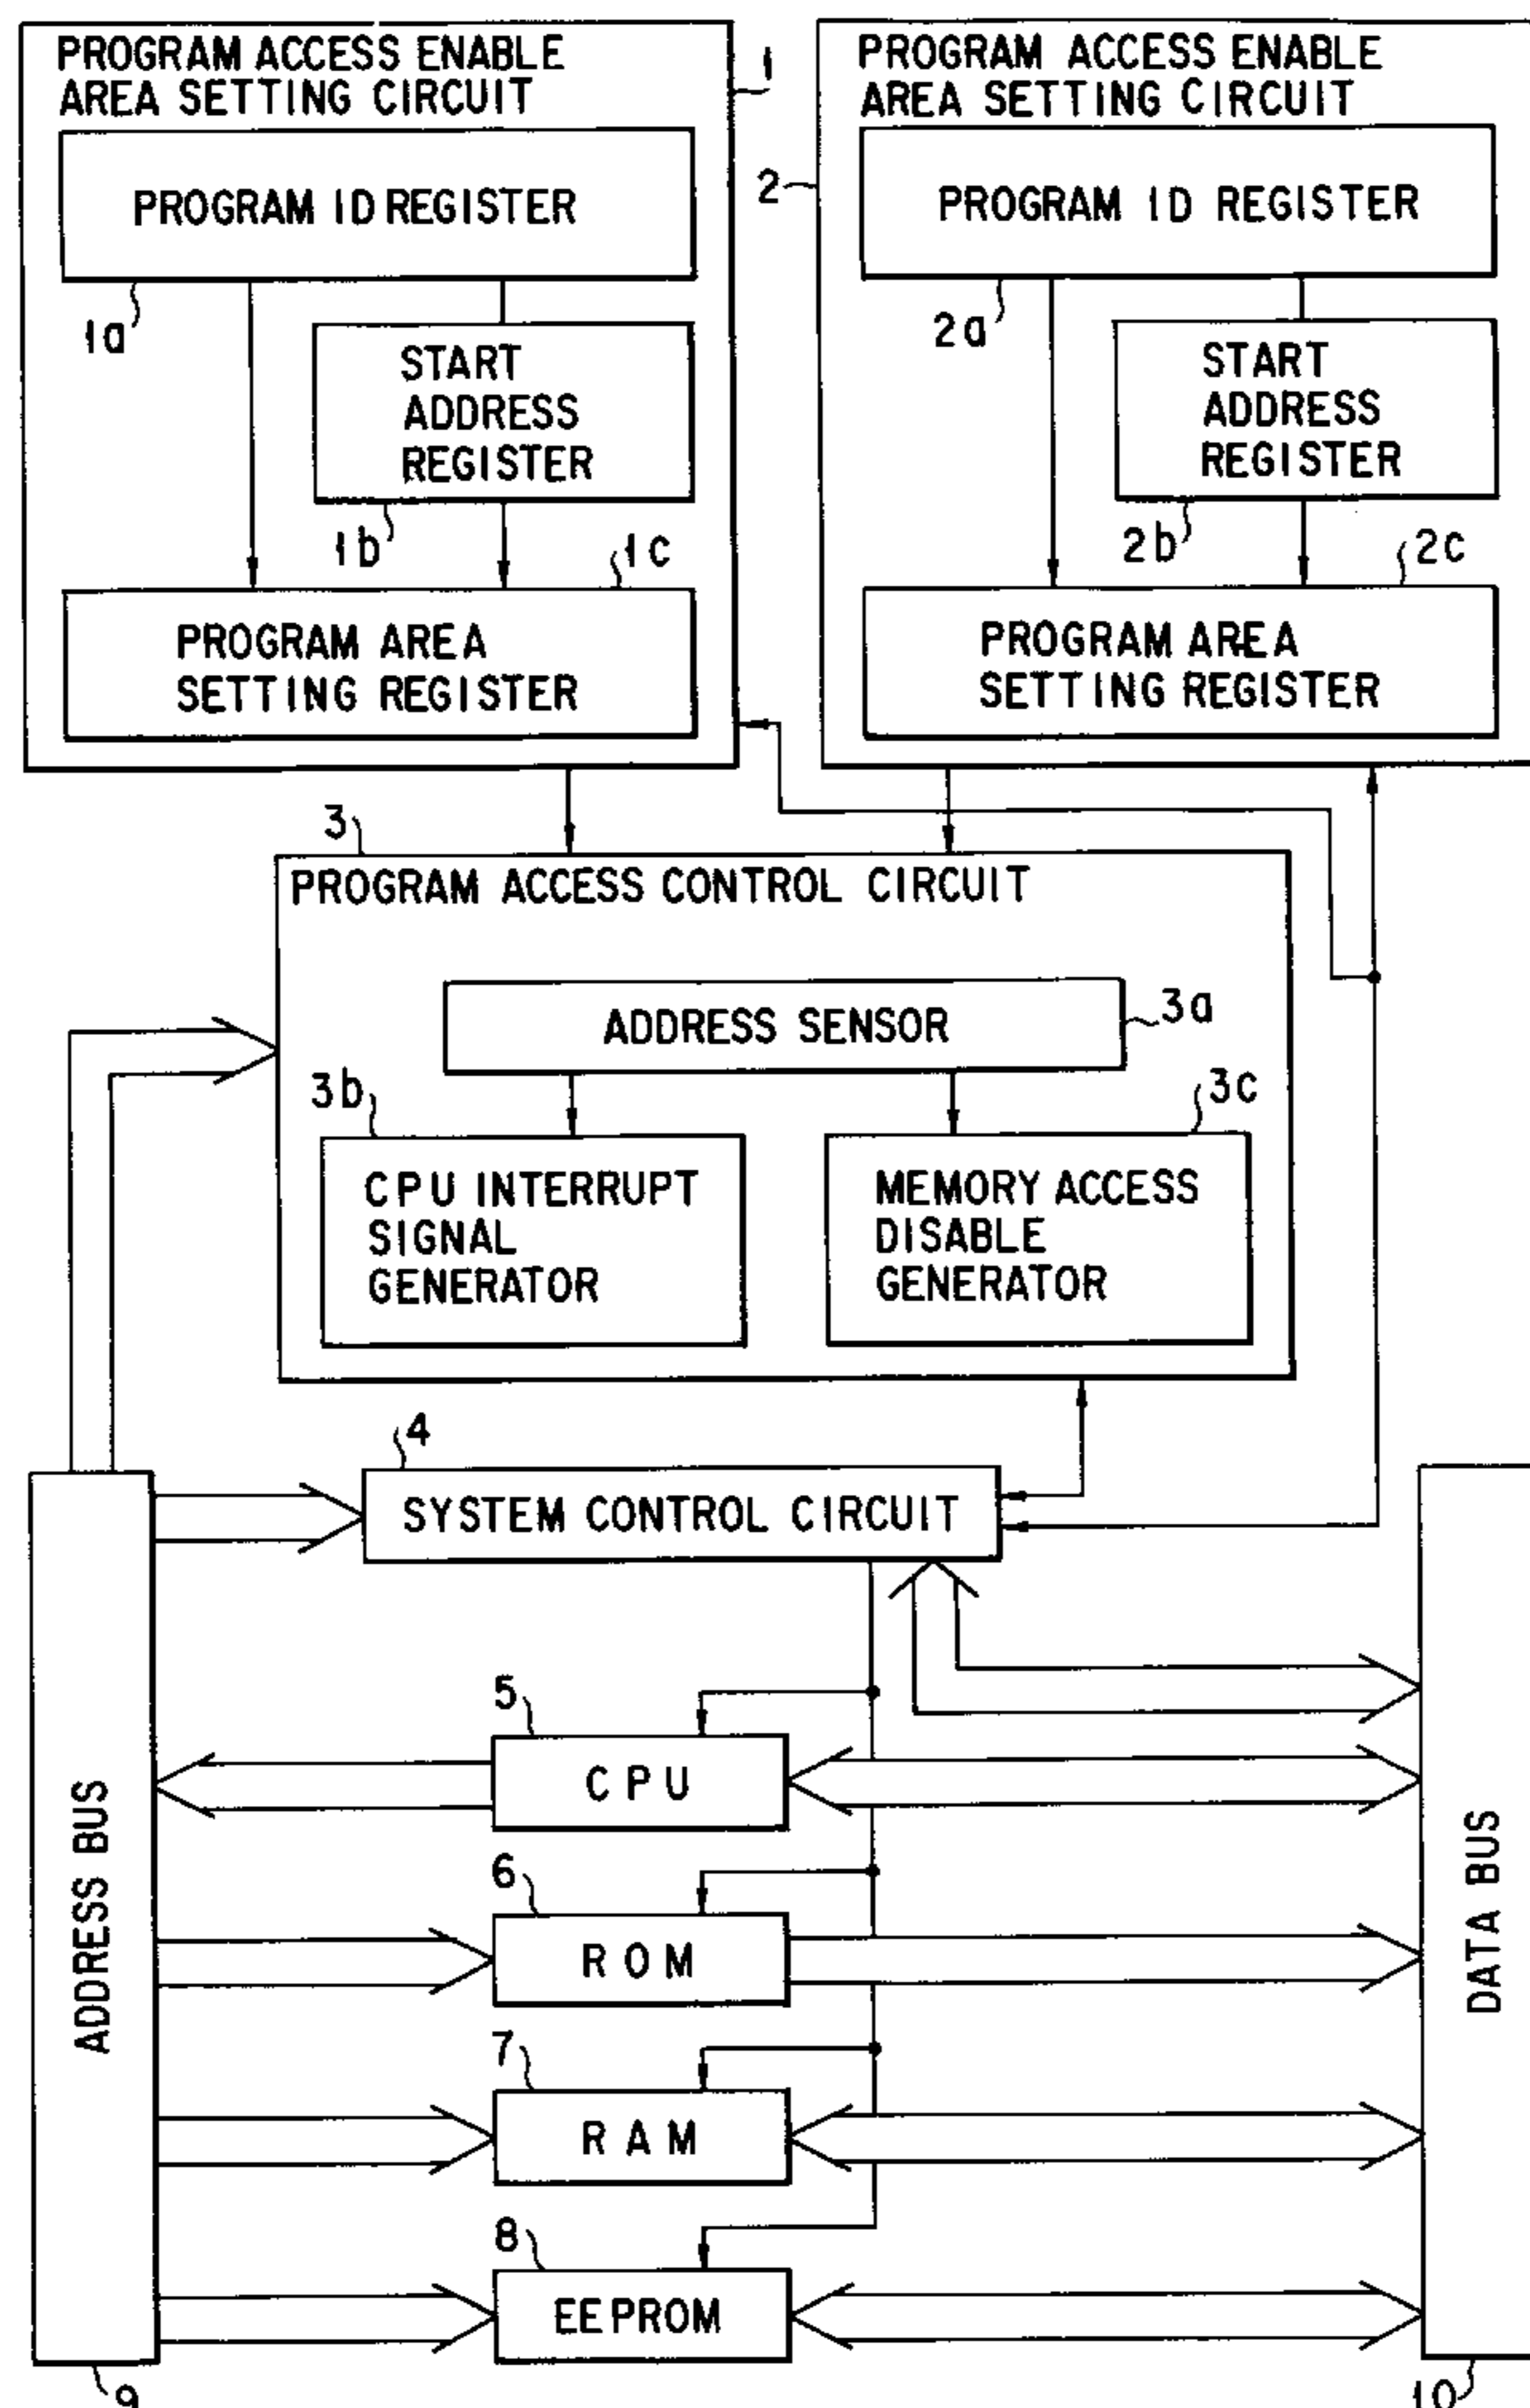 PROGRAM ACCESS ENABLE
AREA SETTING CIRCUIT
1
PROGRAM ID REGISTER
1a
START
ADDRESS
REGISTER
1b
1c
PROGRAM AREA
SETTING REGISTER
PROGRAM ACCESS ENABLE
AREA SETTING CIRCUIT
2
PROGRAM ID REGISTER
2a
START
ADDRESS
REGISTER
2b
2c
PROGRAM AREA
SETTING REGISTER
3
PROGRAM ACCESS CONTROL CIRCUIT
ADDRESS SENSOR
3a
3b
CPU INTERRUPT
SIGNAL
GENERATOR
3c
MEMORY ACCESS
DISABLE
GENERATOR
4
SYSTEM CONTROL CIRCUIT
5
CPU
6
ROM
7
RAM
8
EEPROM
ADDRESS BUS
9
DATA BUS
10